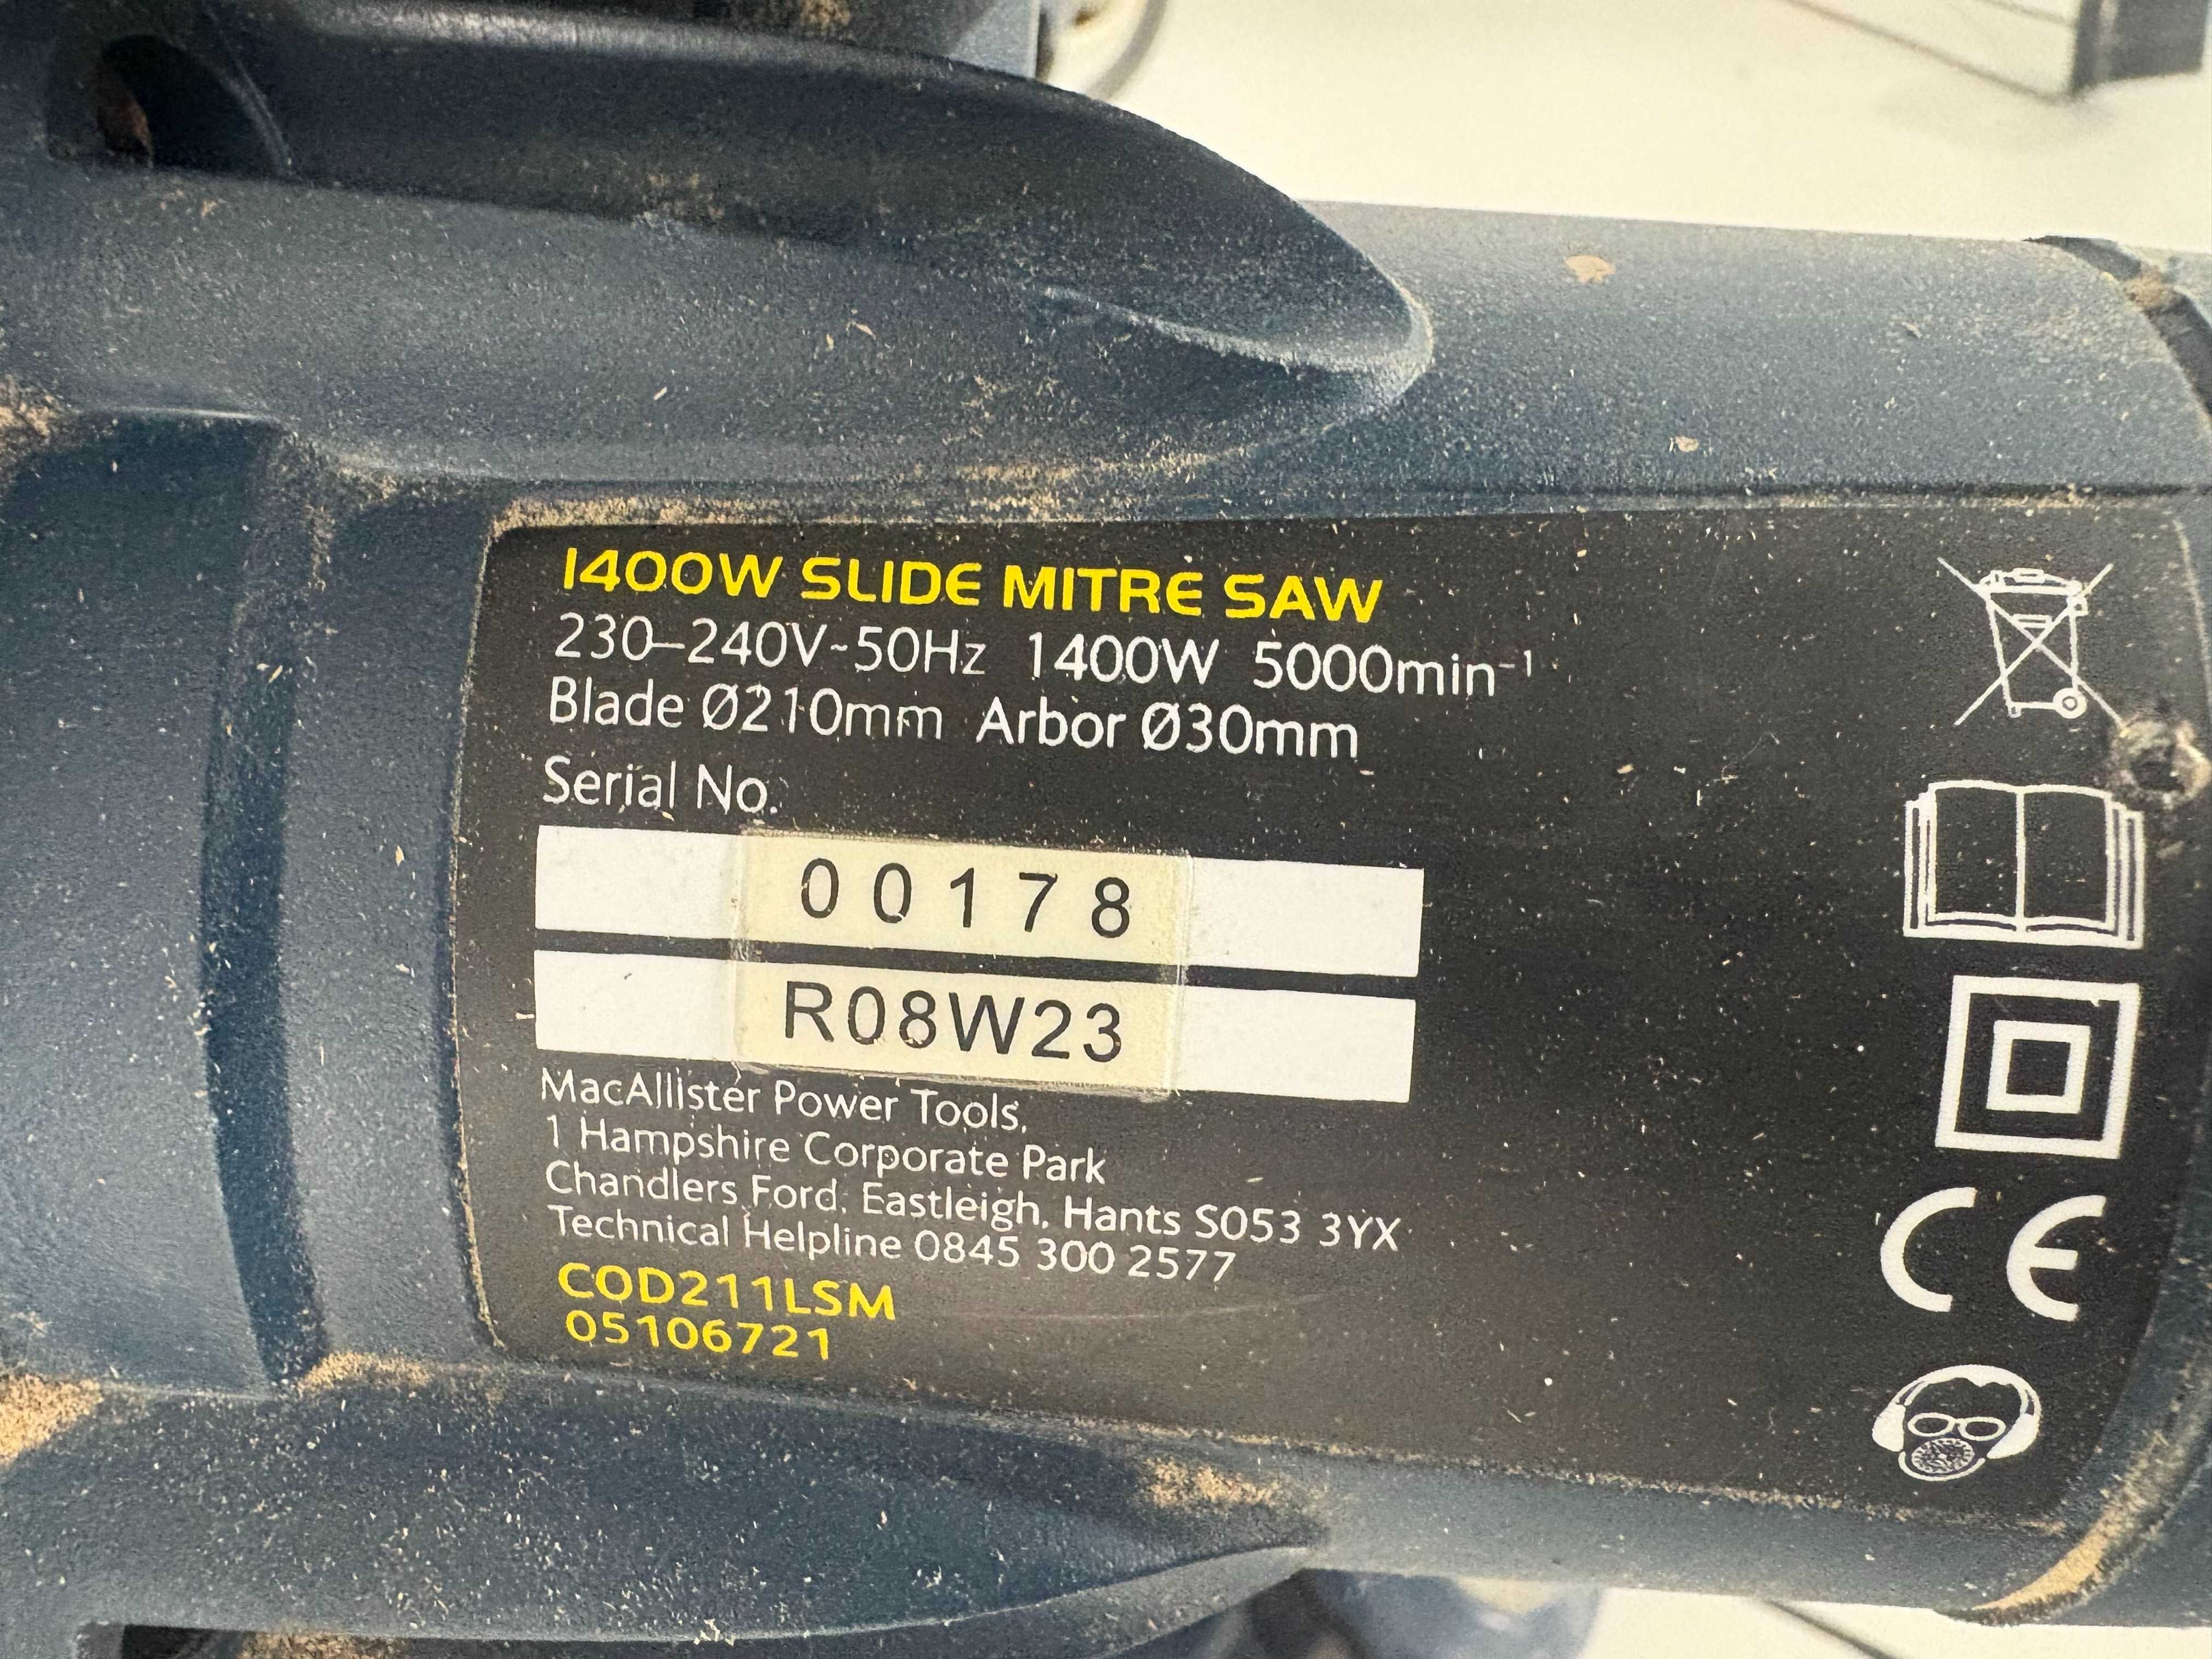 1400W SLIDE MITRE SAW
230–240V~50Hz 1400W 5000min⁻¹
Blade Ø210mm Arbor Ø30mm
Serial No.
00178
R08W23
MacAllister Power Tools,
1 Hampshire Corporate Park
Chandlers Ford, Eastleigh, Hants SO53 3YX
Technical Helpline 0845 300 2577
COD211LSM
05106721
CE